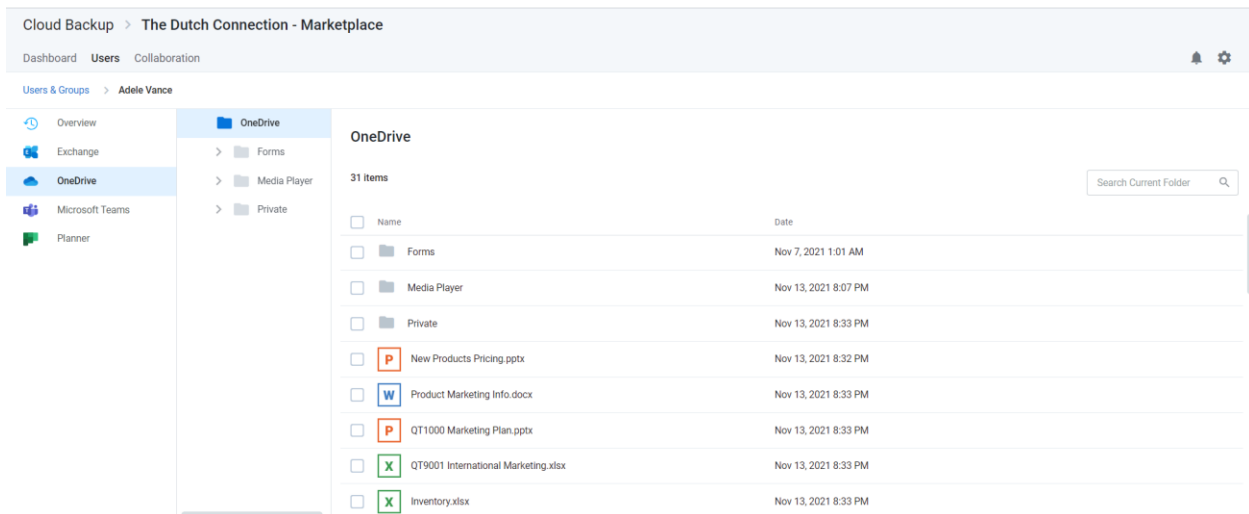 Cloud Backup > The Dutch Connection - Marketplace
Dashboard Users Collaboration
Users & Groups > Adele Vance
Overview
Exchange
OneDrive
Microsoft Teams
Planner
OneDrive
Forms
Media Player
Private
OneDrive
31 items
Search Current Folder
Name Date
Forms Nov 7, 2021 1:01 AM
Media Player Nov 13, 2021 8:07 PM
Private Nov 13, 2021 8:33 PM
P New Products Pricing.pptx Nov 13, 2021 8:32 PM
W Product Marketing Info.docx Nov 13, 2021 8:33 PM
P QT1000 Marketing Plan.pptx Nov 13, 2021 8:33 PM
X QT9001 International Marketing.xlsx Nov 13, 2021 8:33 PM
X Inventory.xlsx Nov 13, 2021 8:33 PM